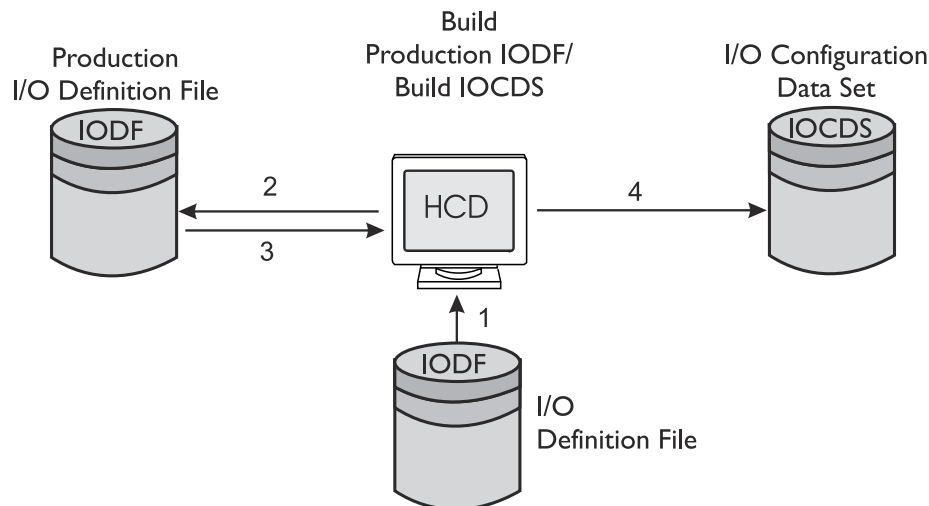 Build
Production IODF/
Build IOCDS
Production
I/O Definition File
I/O Configuration
Data Set
IODF
IOCDS
2
HCD
4
3
1
IODF
I/O
Definition File